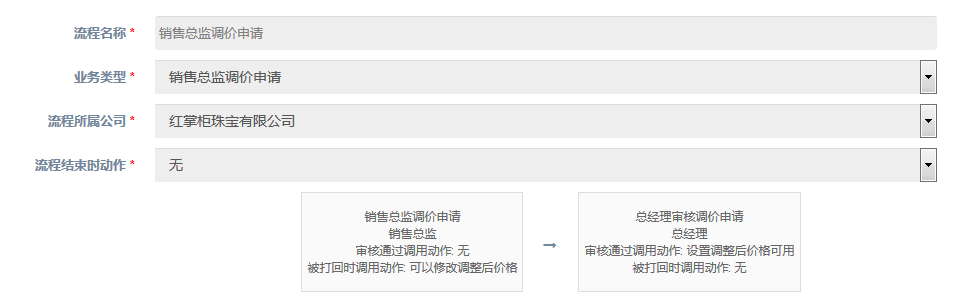 流程名称 * 销售总监调价申请
业务类型 * 销售总监调价申请
流程所属公司 * 红掌柜珠宝有限公司
流程结束时动作 * 无
销售总监调价申请
销售总监
审核通过调用动作: 无
被打回时调用动作: 可以修改调整后价格
→
总经理审核调价申请
总经理
审核通过调用动作: 设置调整后价格可用
被打回时调用动作: 无